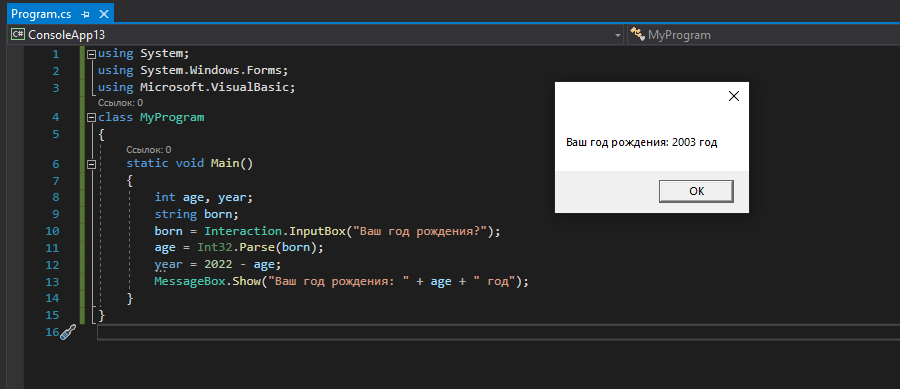 Program.cs
C# ConsoleApp13
MyProgram
1 using System;
2 using System.Windows.Forms;
3 using Microsoft.VisualBasic;
Ссылок: 0
4 class MyProgram
5 {
Ссылок: 0
6 static void Main()
7 {
8 int age, year;
9 string born;
10 born = Interaction.InputBox("Ваш год рождения?");
11 age = Int32.Parse(born);
12 year = 2022 - age;
13 MessageBox.Show("Ваш год рождения: " + age + " год");
14 }
15 }
16
Ваш год рождения: 2003 год
OK